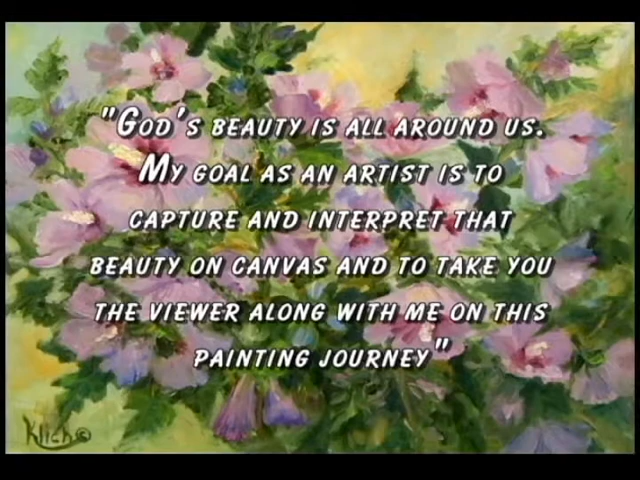 "God's beauty is all around us.
My goal as an artist is to
capture and interpret that
beauty on canvas and to take you
the viewer along with me on this
painting journey"
Klich ©